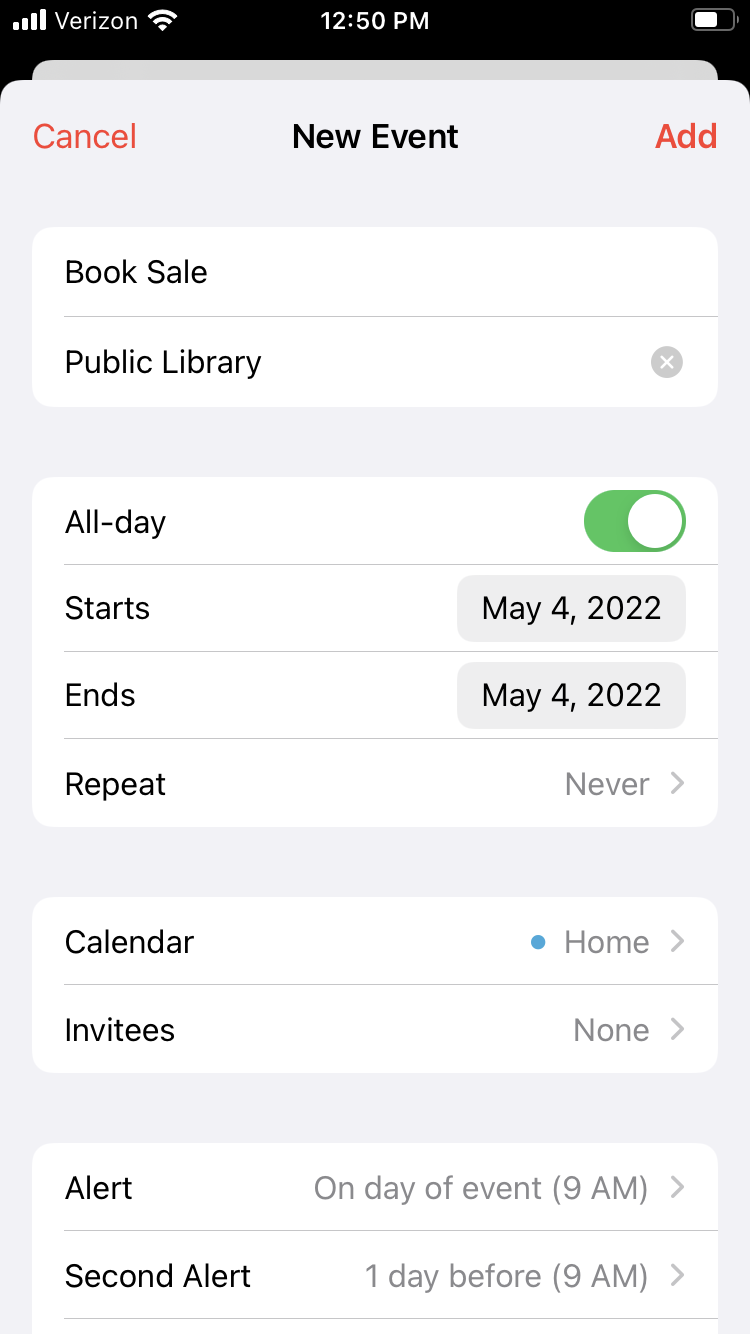 Verizon 12:50 PM
Cancel New Event Add
Book Sale
Public Library
All-day
Starts May 4, 2022
Ends May 4, 2022
Repeat Never
Calendar Home
Invitees None
Alert On day of event (9 AM)
Second Alert 1 day before (9 AM)